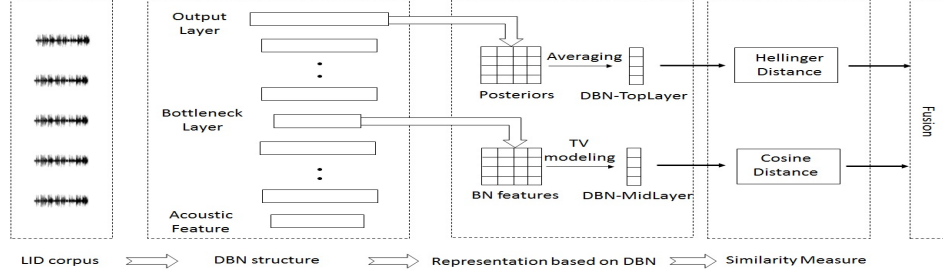 Output
Layer
Bottleneck
Layer
Acoustic
Feature
Averaging
Posteriors
DBN-TopLayer
TV
modeling
BN features
DBN-MidLayer
Hellinger
Distance
Cosine
Distance
Fusion
LID corpus
DBN structure
Representation based on DBN
Similarity Measure